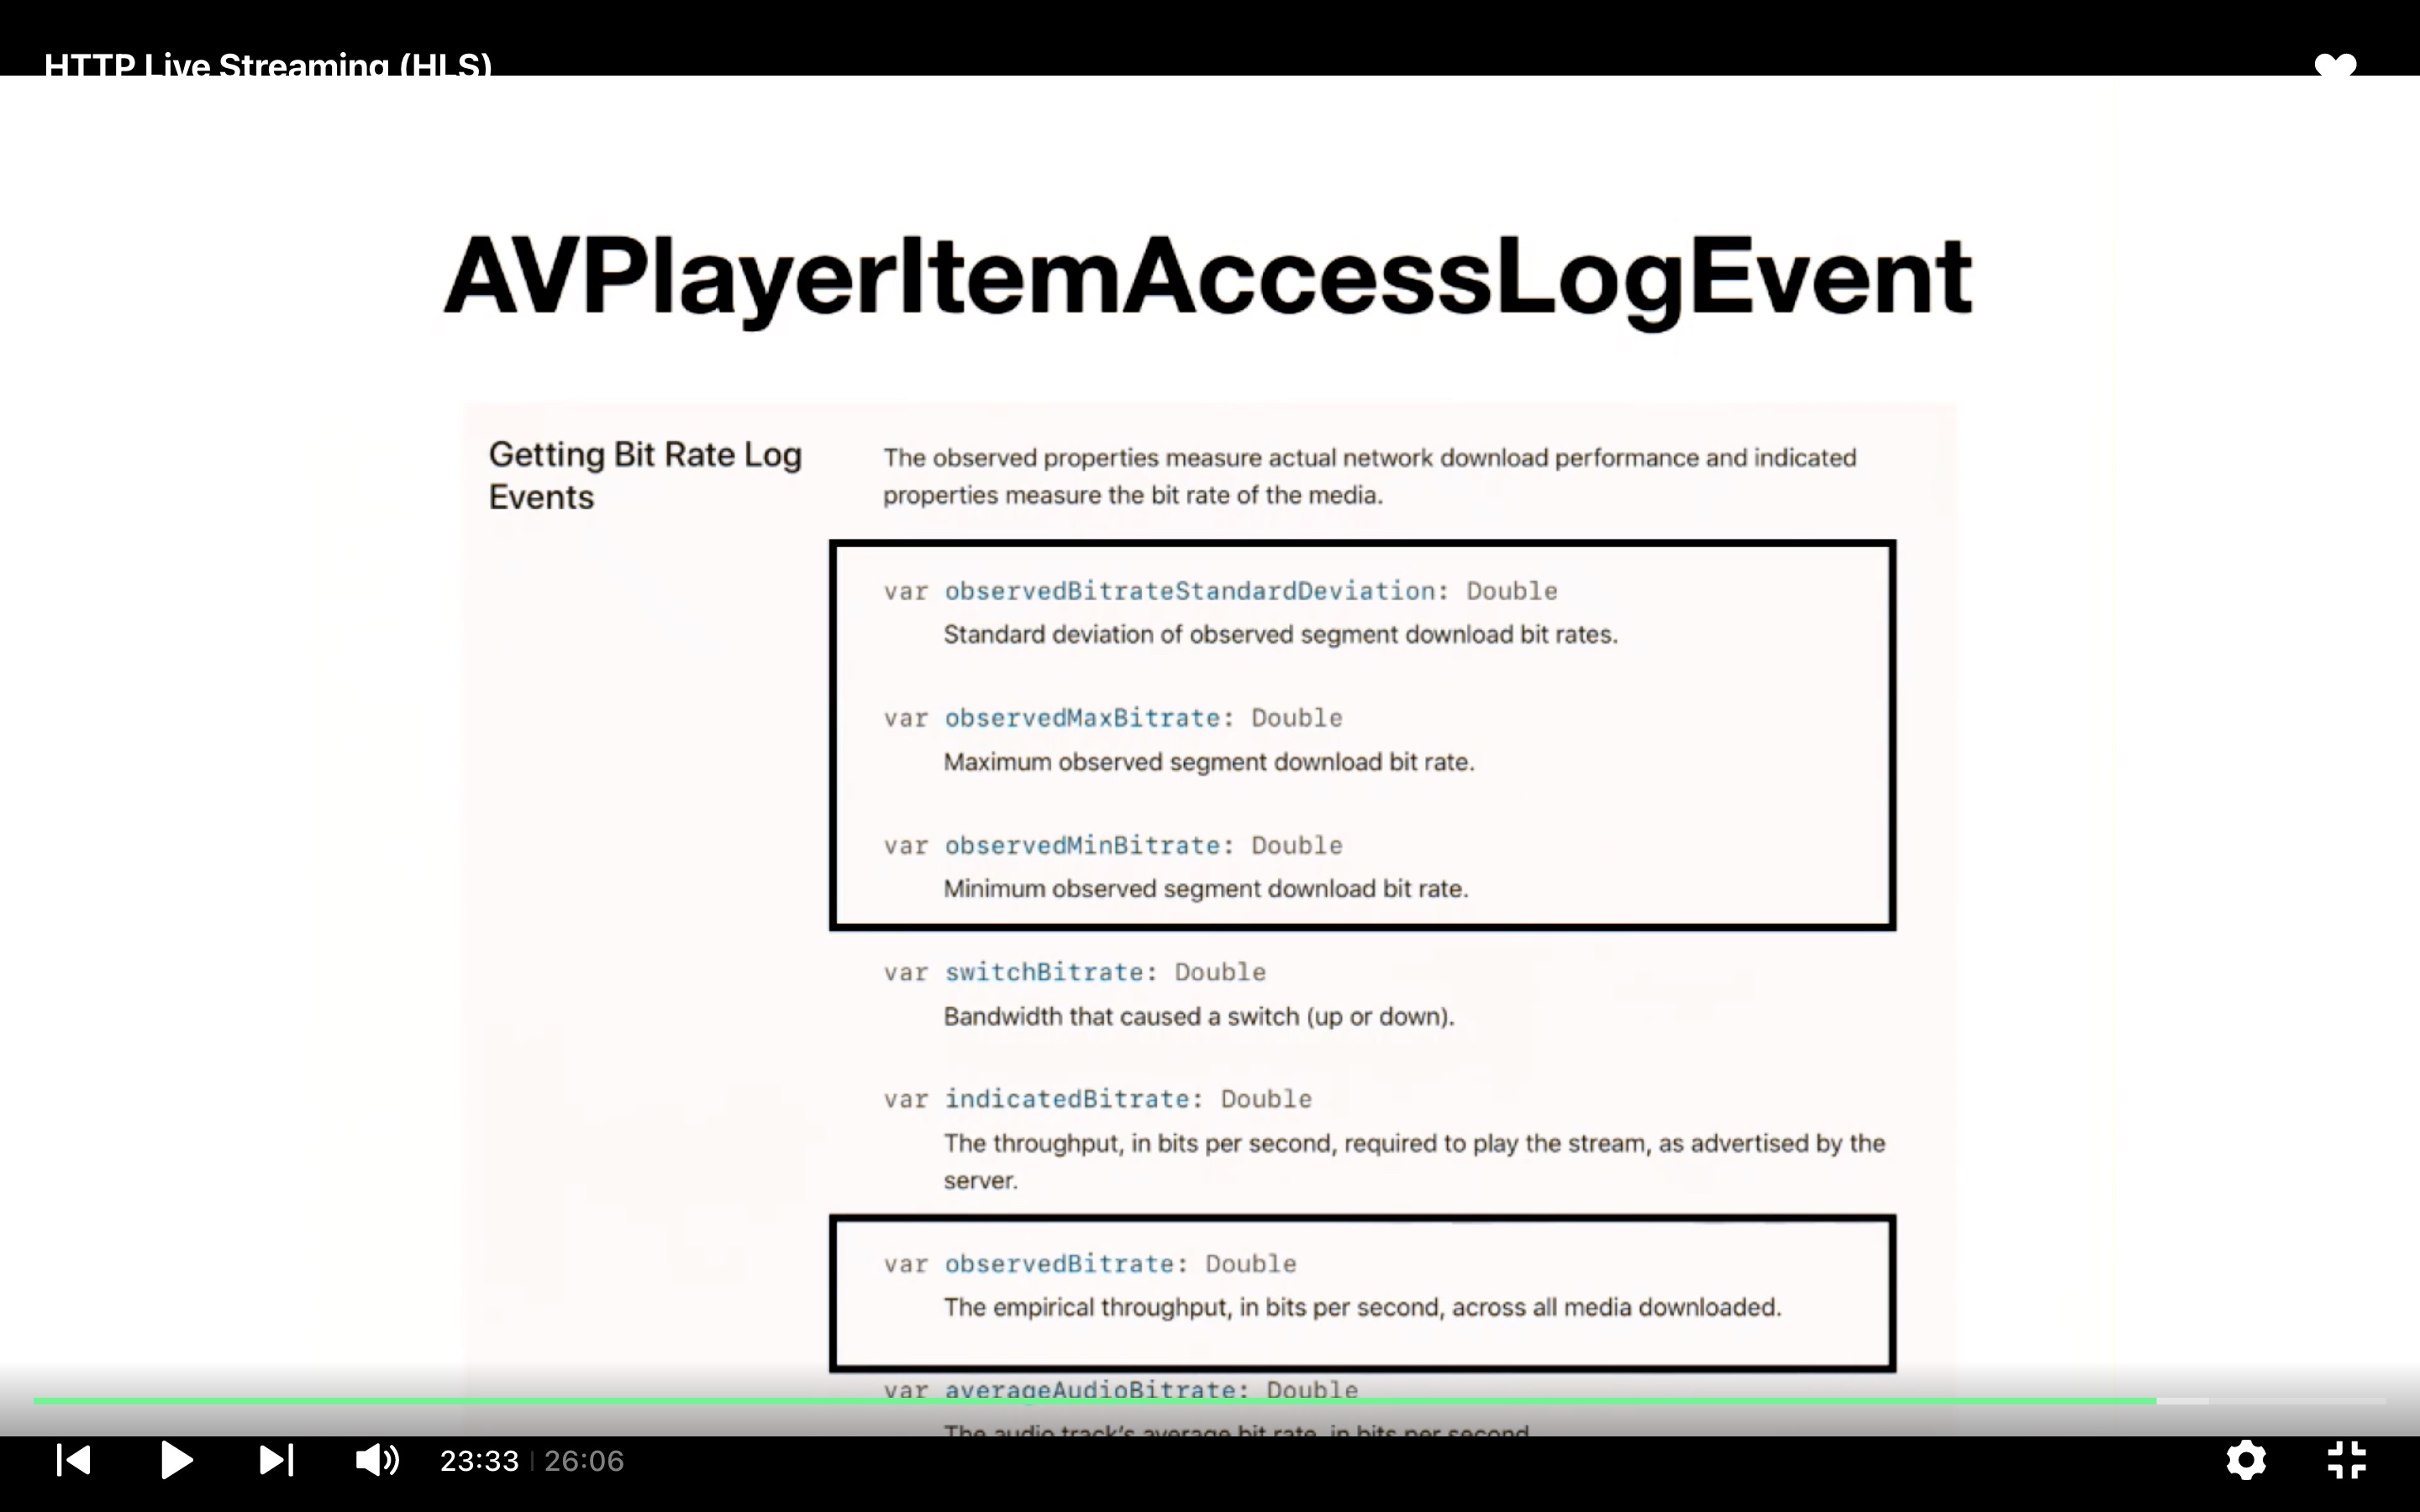 HTTP Live Streaming (HLS)
AVPlayerItemAccessLogEvent
Getting Bit Rate Log
Events
The observed properties measure actual network download performance and indicated
properties measure the bit rate of the media.
var observedBitrateStandardDeviation: Double
Standard deviation of observed segment download bit rates.
var observedMaxBitrate: Double
Maximum observed segment download bit rate.
var observedMinBitrate: Double
Minimum observed segment download bit rate.
var switchBitrate: Double
Bandwidth that caused a switch (up or down).
var indicatedBitrate: Double
The throughput, in bits per second, required to play the stream, as advertised by the
server.
var observedBitrate: Double
The empirical throughput, in bits per second, across all media downloaded.
var averageAudioBitrate: Double
The audio track's average bit rate, in bits per second
23:33 | 26:06